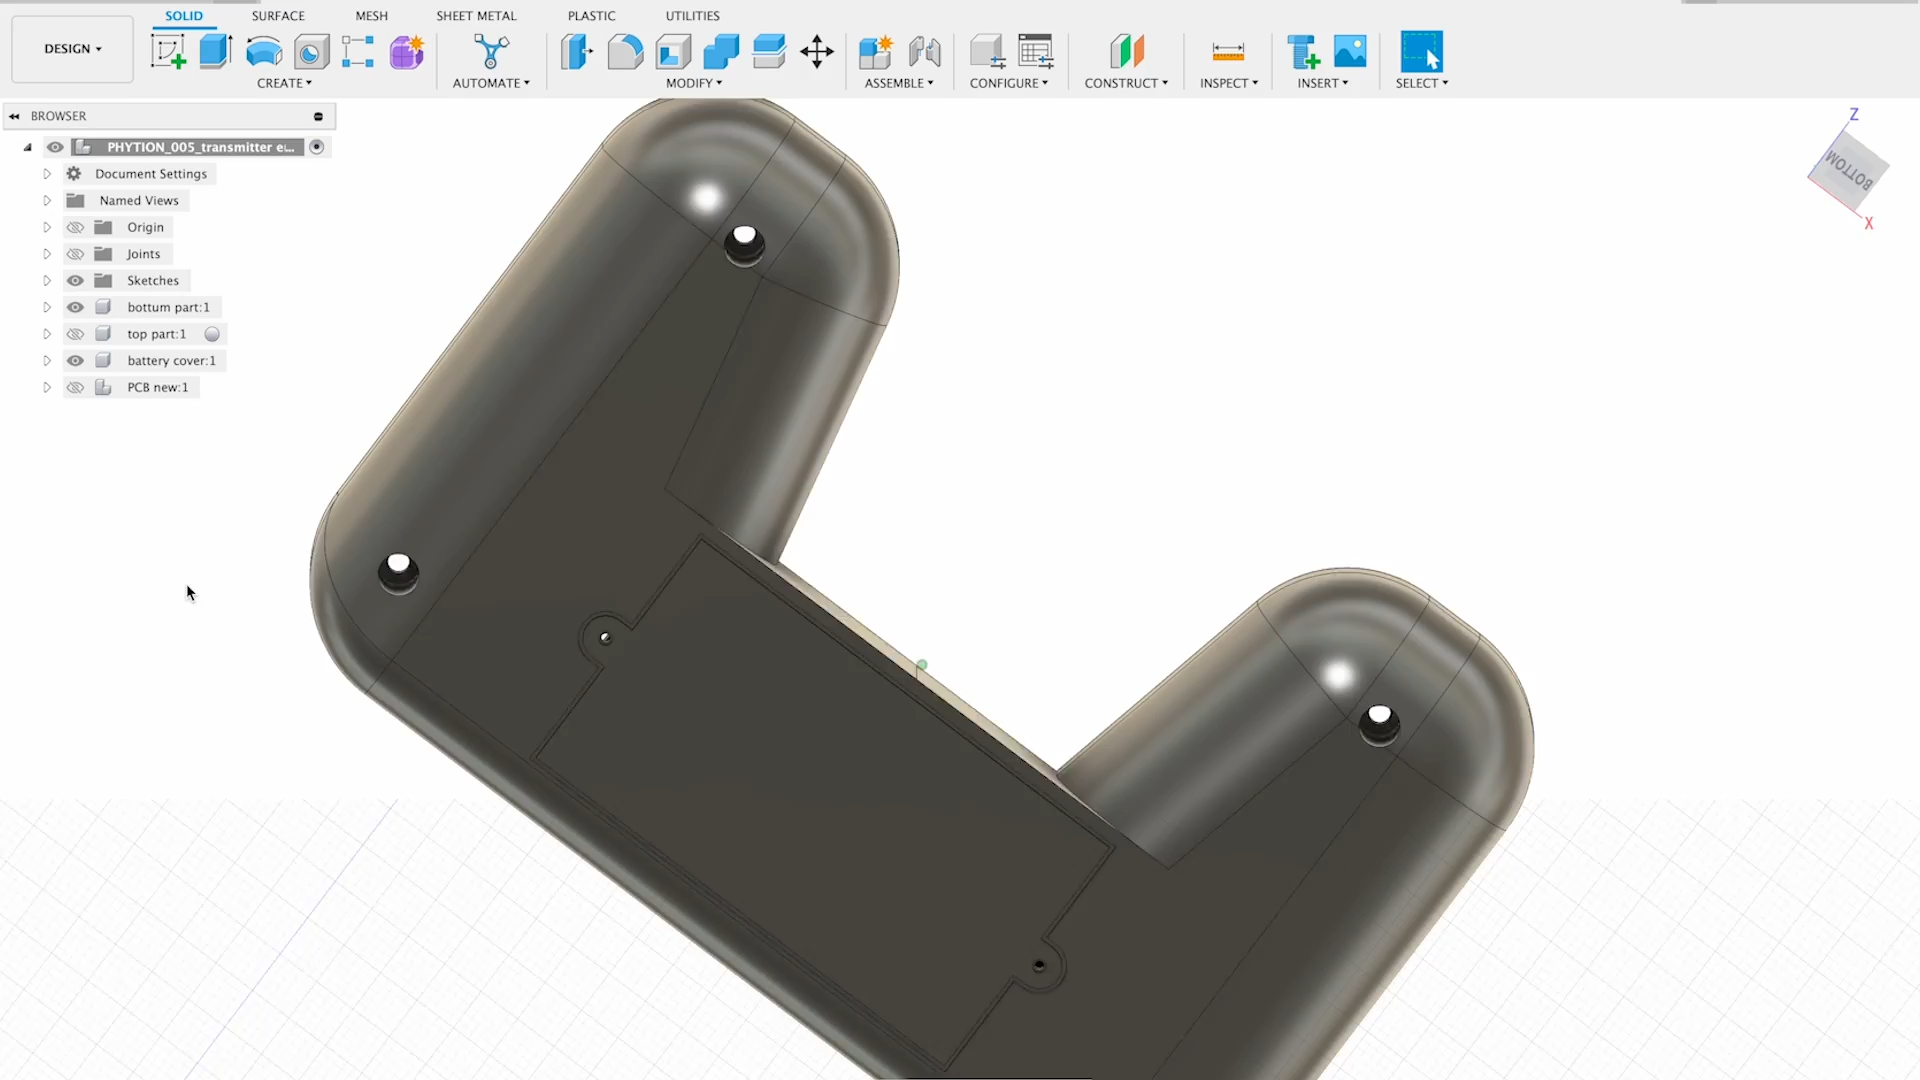 SOLID SURFACE MESH SHEET METAL PLASTIC UTILITIES
DESIGN
CREATE AUTOMATE MODIFY ASSEMBLE CONFIGURE CONSTRUCT INSPECT INSERT SELECT
BROWSER
PHYTION_005_transmitter e...
Document Settings
Named Views
Origin
Joints
Sketches
bottum part:1
top part:1
battery cover:1
PCB new:1
Z
BOTTOM
X